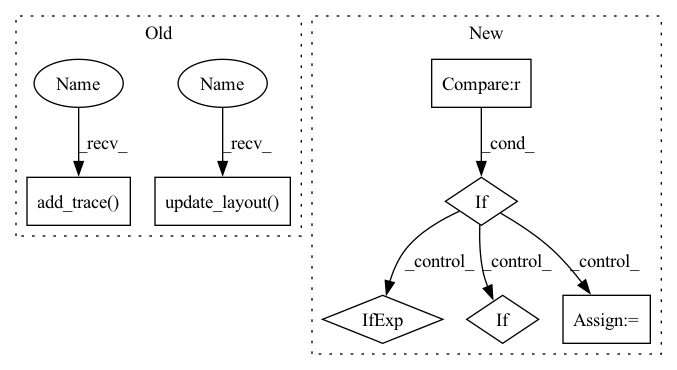 Old
New
Name
Name
Compare:r
_recv_
_recv_
_cond_
add_trace()
update_layout()
If
_control_
_control_
_control_
IfExp
If
Assign:=